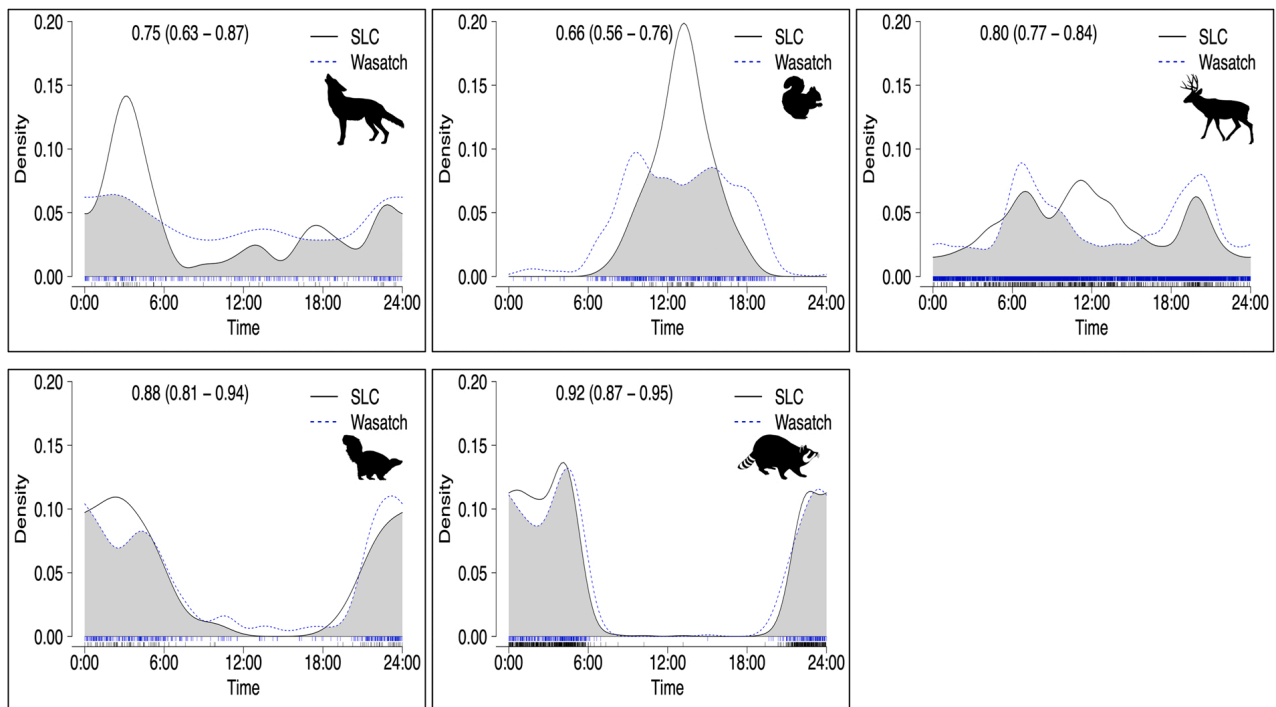 0.75 (0.63 – 0.87)
SLC
Wasatch
Density
0.20
0.15
0.10
0.05
0.00
0:00 6:00 12:00 18:00 24:00
Time
0.66 (0.56 – 0.76)
SLC
Wasatch
Density
0.20
0.15
0.10
0.05
0.00
0:00 6:00 12:00 18:00 24:00
Time
0.80 (0.77 – 0.84)
SLC
Wasatch
Density
0.20
0.15
0.10
0.05
0.00
0:00 6:00 12:00 18:00 24:00
Time
0.88 (0.81 – 0.94)
SLC
Wasatch
Density
0.20
0.15
0.10
0.05
0.00
0:00 6:00 12:00 18:00 24:00
Time
0.92 (0.87 – 0.95)
SLC
Wasatch
Density
0.20
0.15
0.10
0.05
0.00
0:00 6:00 12:00 18:00 24:00
Time